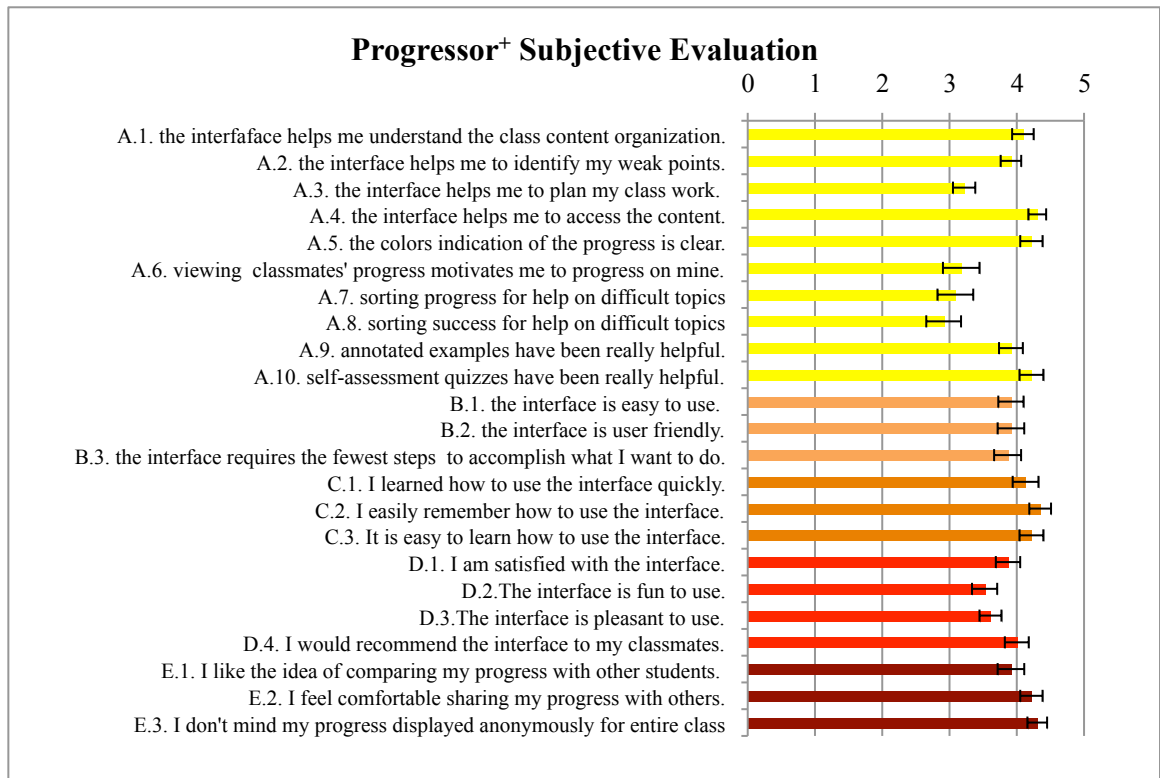 Progressor+ Subjective Evaluation
0 1 2 3 4 5
A.1. the interfaface helps me understand the class content organization.
A.2. the interface helps me to identify my weak points.
A.3. the interface helps me to plan my class work.
A.4. the interface helps me to access the content.
A.5. the colors indication of the progress is clear.
A.6. viewing  classmates' progress motivates me to progress on mine.
A.7. sorting progress for help on difficult topics
A.8. sorting success for help on difficult topics
A.9. annotated examples have been really helpful.
A.10. self-assessment quizzes have been really helpful.
B.1. the interface is easy to use.
B.2. the interface is user friendly.
B.3. the interface requires the fewest steps  to accomplish what I want to do.
C.1. I learned how to use the interface quickly.
C.2. I easily remember how to use the interface.
C.3. It is easy to learn how to use the interface.
D.1. I am satisfied with the interface.
D.2.The interface is fun to use.
D.3.The interface is pleasant to use.
D.4. I would recommend the interface to my classmates.
E.1. I like the idea of comparing my progress with other students.
E.2. I feel comfortable sharing my progress with others.
E.3. I don't mind my progress displayed anonymously for entire class